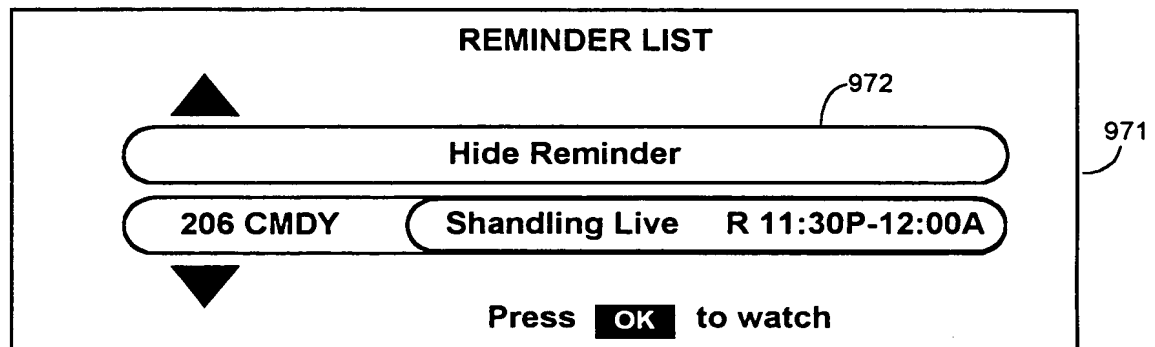 REMINDER LIST
972
971
Hide Reminder
206 CMDY Shandling Live R 11:30P-12:00A
Press OK to watch